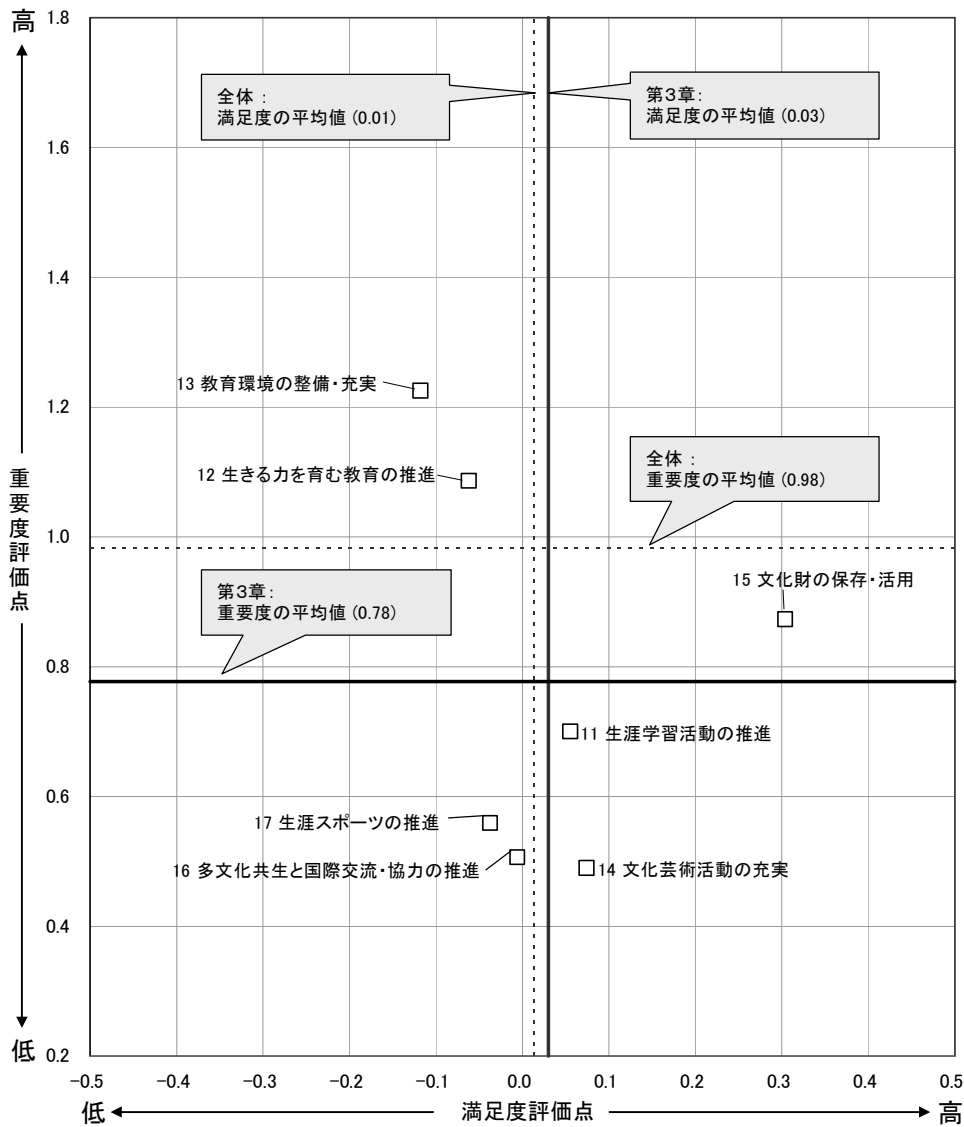 高
重要度評価点
低
1.8
1.6
1.4
1.2
1.0
0.8
0.6
0.4
0.2
全体：
満足度の平均値（0.01）
第3章：
満足度の平均値（0.03）
13 教育環境の整備・充実
12 生きる力を育む教育の推進
全体：
重要度の平均値（0.98）
15 文化財の保存・活用
第3章：
重要度の平均値（0.78）
11 生涯学習活動の推進
17 生涯スポーツの推進
16 多文化共生と国際交流・協力の推進
14 文化芸術活動の充実
−0.5 −0.4 −0.3 −0.2 −0.1 0.0 0.1 0.2 0.3 0.4 0.5
低 満足度評価点 高